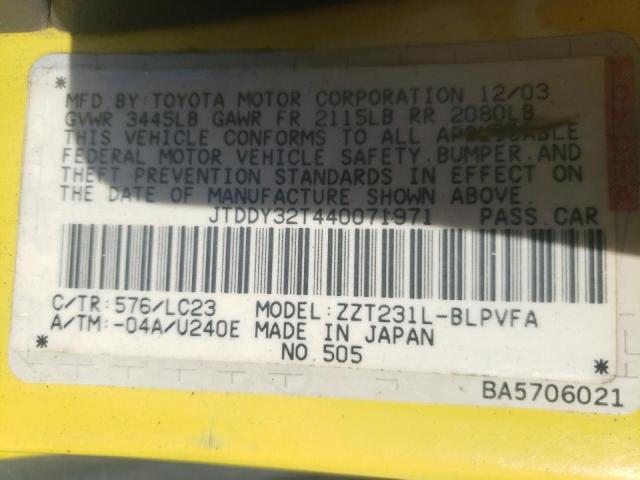 MFD.BY:TOYOTA MOTOR CORPORATION 12/03
GVWR 3445LB GAWR FR 2115LB RR 2080LB
THIS VEHICLE CONFORMS TO ALL APPLICABLE
FEDERAL MOTOR VEHICLE SAFETY.BUMPER.AND
THEFT PREVENTION STANDARDS IN EFFECT ON
THE DATE OF MANUFACTURE SHOWN ABOVE.
JTDDY32T440071971 PASS.CAR
C/TR:576/LC23 MODEL:ZZT231L-BLPVFA
A/TM:-04A/U240E MADE IN JAPAN
NO.505
BA5706021